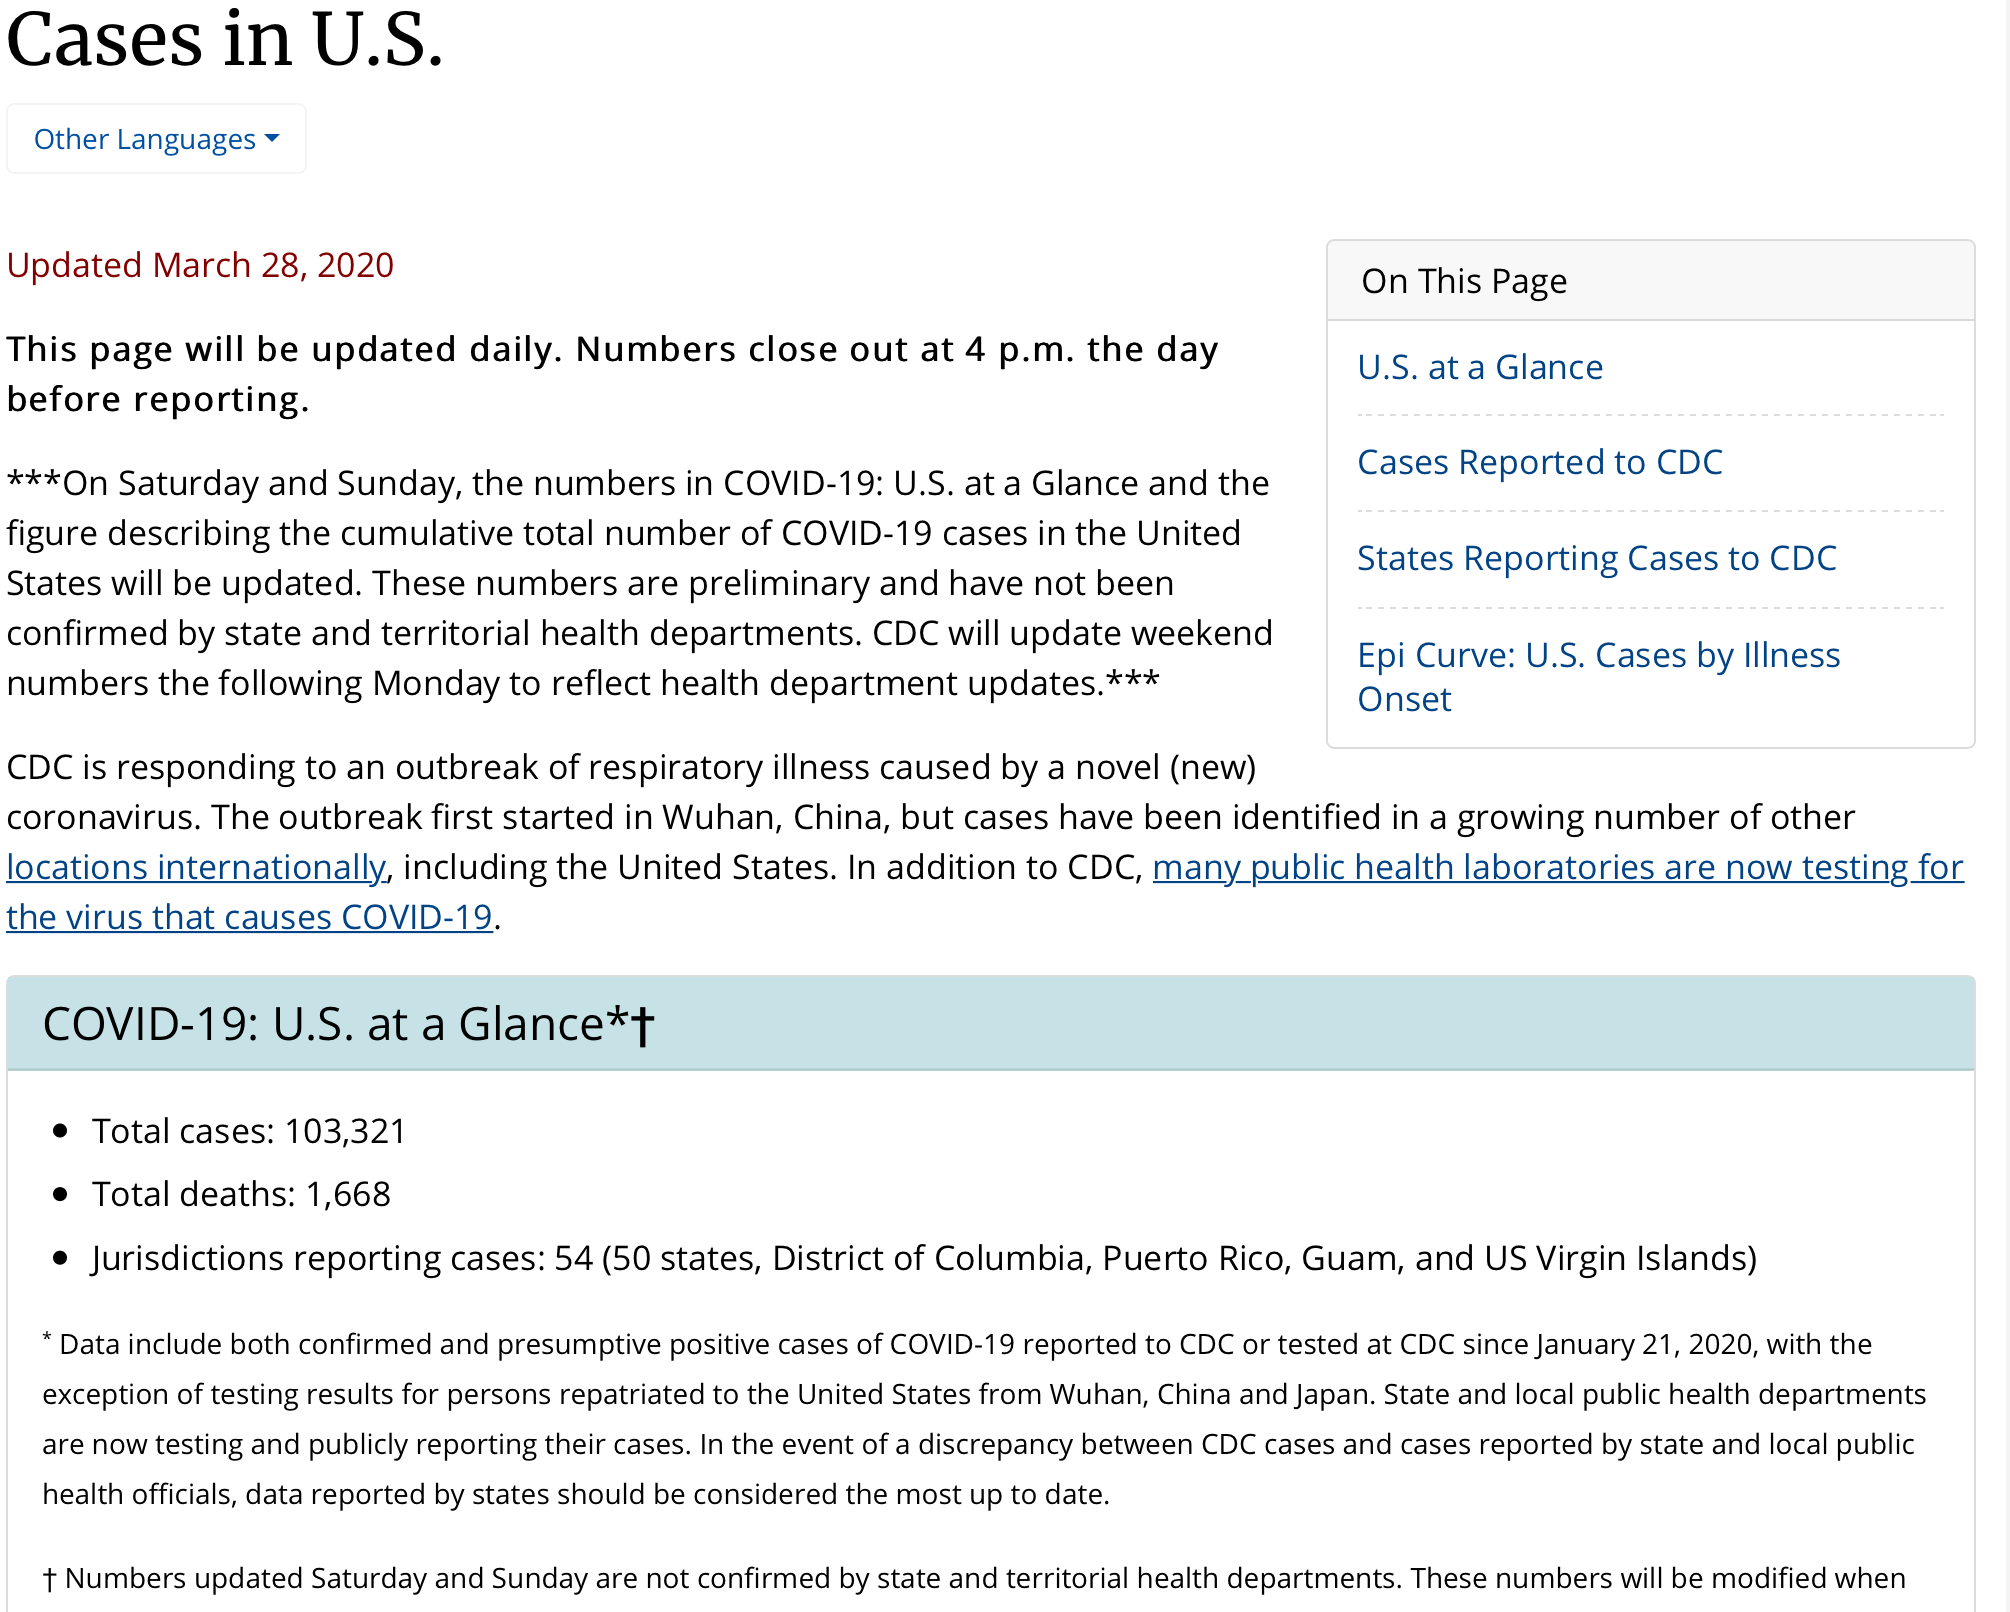 Cases in U.S.
Other Languages
Updated March 28, 2020
This page will be updated daily. Numbers close out at 4 p.m. the day
before reporting.
***On Saturday and Sunday, the numbers in COVID-19: U.S. at a Glance and the
figure describing the cumulative total number of COVID-19 cases in the United
States will be updated. These numbers are preliminary and have not been
confirmed by state and territorial health departments. CDC will update weekend
numbers the following Monday to reflect health department updates.***
On This Page
U.S. at a Glance
Cases Reported to CDC
States Reporting Cases to CDC
Epi Curve: U.S. Cases by Illness
Onset
CDC is responding to an outbreak of respiratory illness caused by a novel (new)
coronavirus. The outbreak first started in Wuhan, China, but cases have been identified in a growing number of other
locations internationally, including the United States. In addition to CDC, many public health laboratories are now testing for
the virus that causes COVID-19.
COVID-19: U.S. at a Glance*†
• Total cases: 103,321
• Total deaths: 1,668
• Jurisdictions reporting cases: 54 (50 states, District of Columbia, Puerto Rico, Guam, and US Virgin Islands)
* Data include both confirmed and presumptive positive cases of COVID-19 reported to CDC or tested at CDC since January 21, 2020, with the
exception of testing results for persons repatriated to the United States from Wuhan, China and Japan. State and local public health departments
are now testing and publicly reporting their cases. In the event of a discrepancy between CDC cases and cases reported by state and local public
health officials, data reported by states should be considered the most up to date.
† Numbers updated Saturday and Sunday are not confirmed by state and territorial health departments. These numbers will be modified when